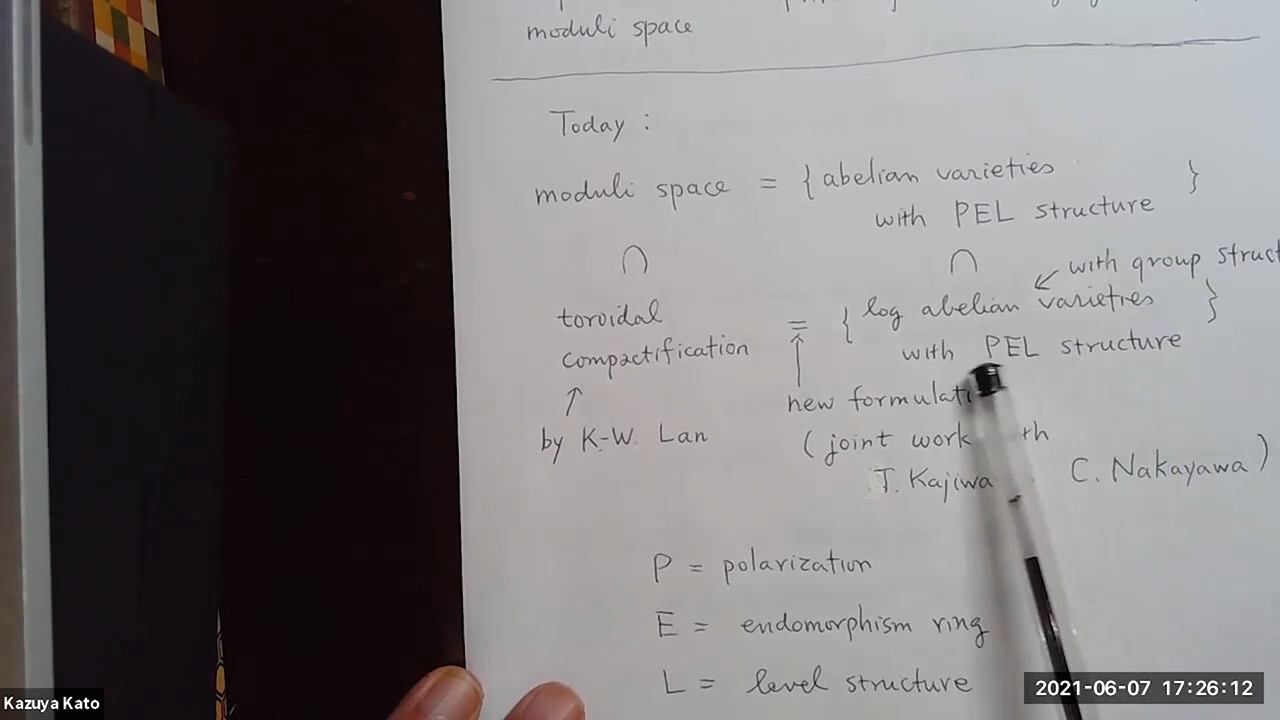 moduli space
Today :
moduli space = { abelian varieties }
with PEL structure
∩ ∩ with group struct
toroidal = { log abelian varieties }
compactification with PEL structure
↑ new formulati
by K-W. Lan (joint work th
T. Kajiwa C. Nakayawa )
P = polarization
E = endomorphism ring
L = level structure
Kazuya Kato
2021-06-07 17:26:12